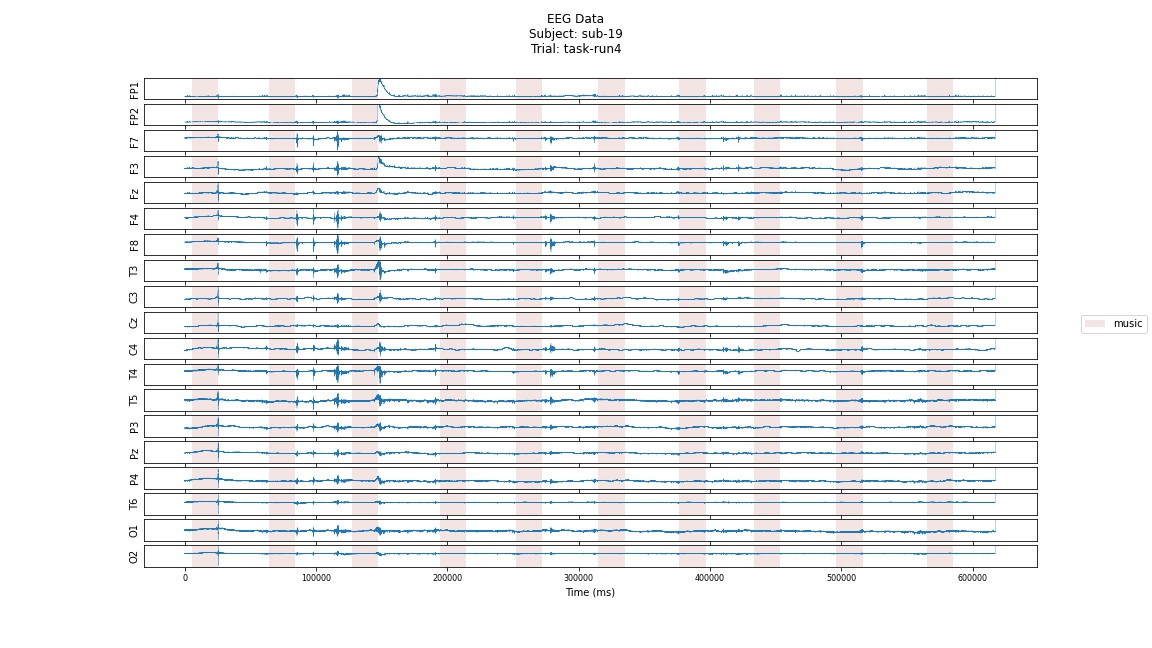 EEG Data
Subject: sub-19
Trial: task-run4
FP1
FP2
F7
F3
Fz
F4
F8
T3
C3
Cz
C4
T4
T5
P3
Pz
P4
T6
O1
O2
music
0 100000 200000 300000 400000 500000 600000
Time (ms)